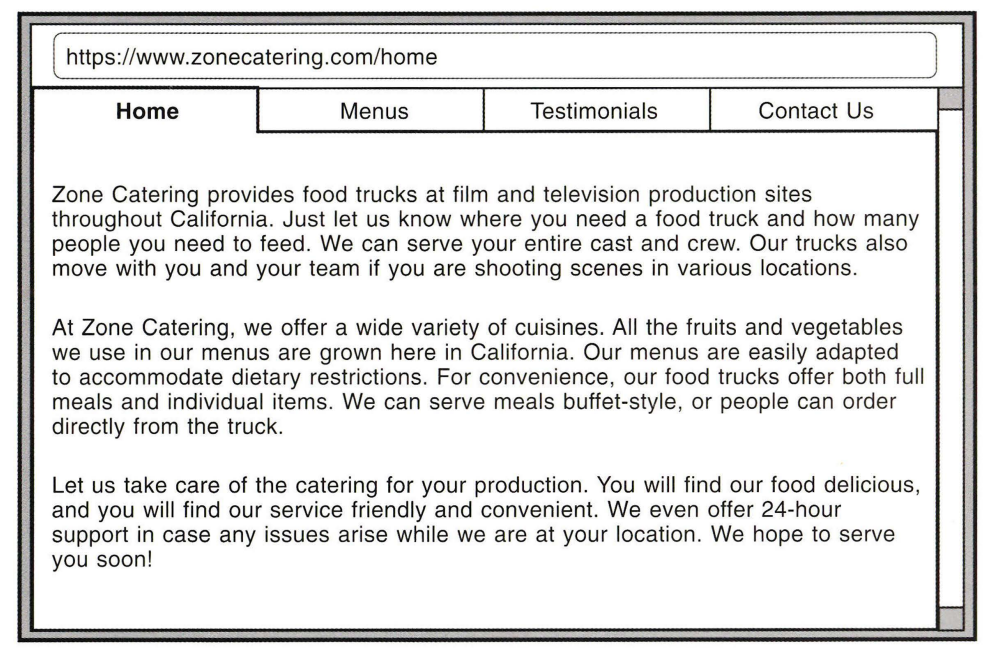 https://www.zonecatering.com/home
Home Menus Testimonials Contact Us
Zone Catering provides food trucks at film and television production sites
throughout California. Just let us know where you need a food truck and how many
people you need to feed. We can serve your entire cast and crew. Our trucks also
move with you and your team if you are shooting scenes in various locations.
At Zone Catering, we offer a wide variety of cuisines. All the fruits and vegetables
we use in our menus are grown here in California. Our menus are easily adapted
to accommodate dietary restrictions. For convenience, our food trucks offer both full
meals and individual items. We can serve meals buffet-style, or people can order
directly from the truck.
Let us take care of the catering for your production. You will find our food delicious,
and you will find our service friendly and convenient. We even offer 24-hour
support in case any issues arise while we are at your location. We hope to serve
you soon!